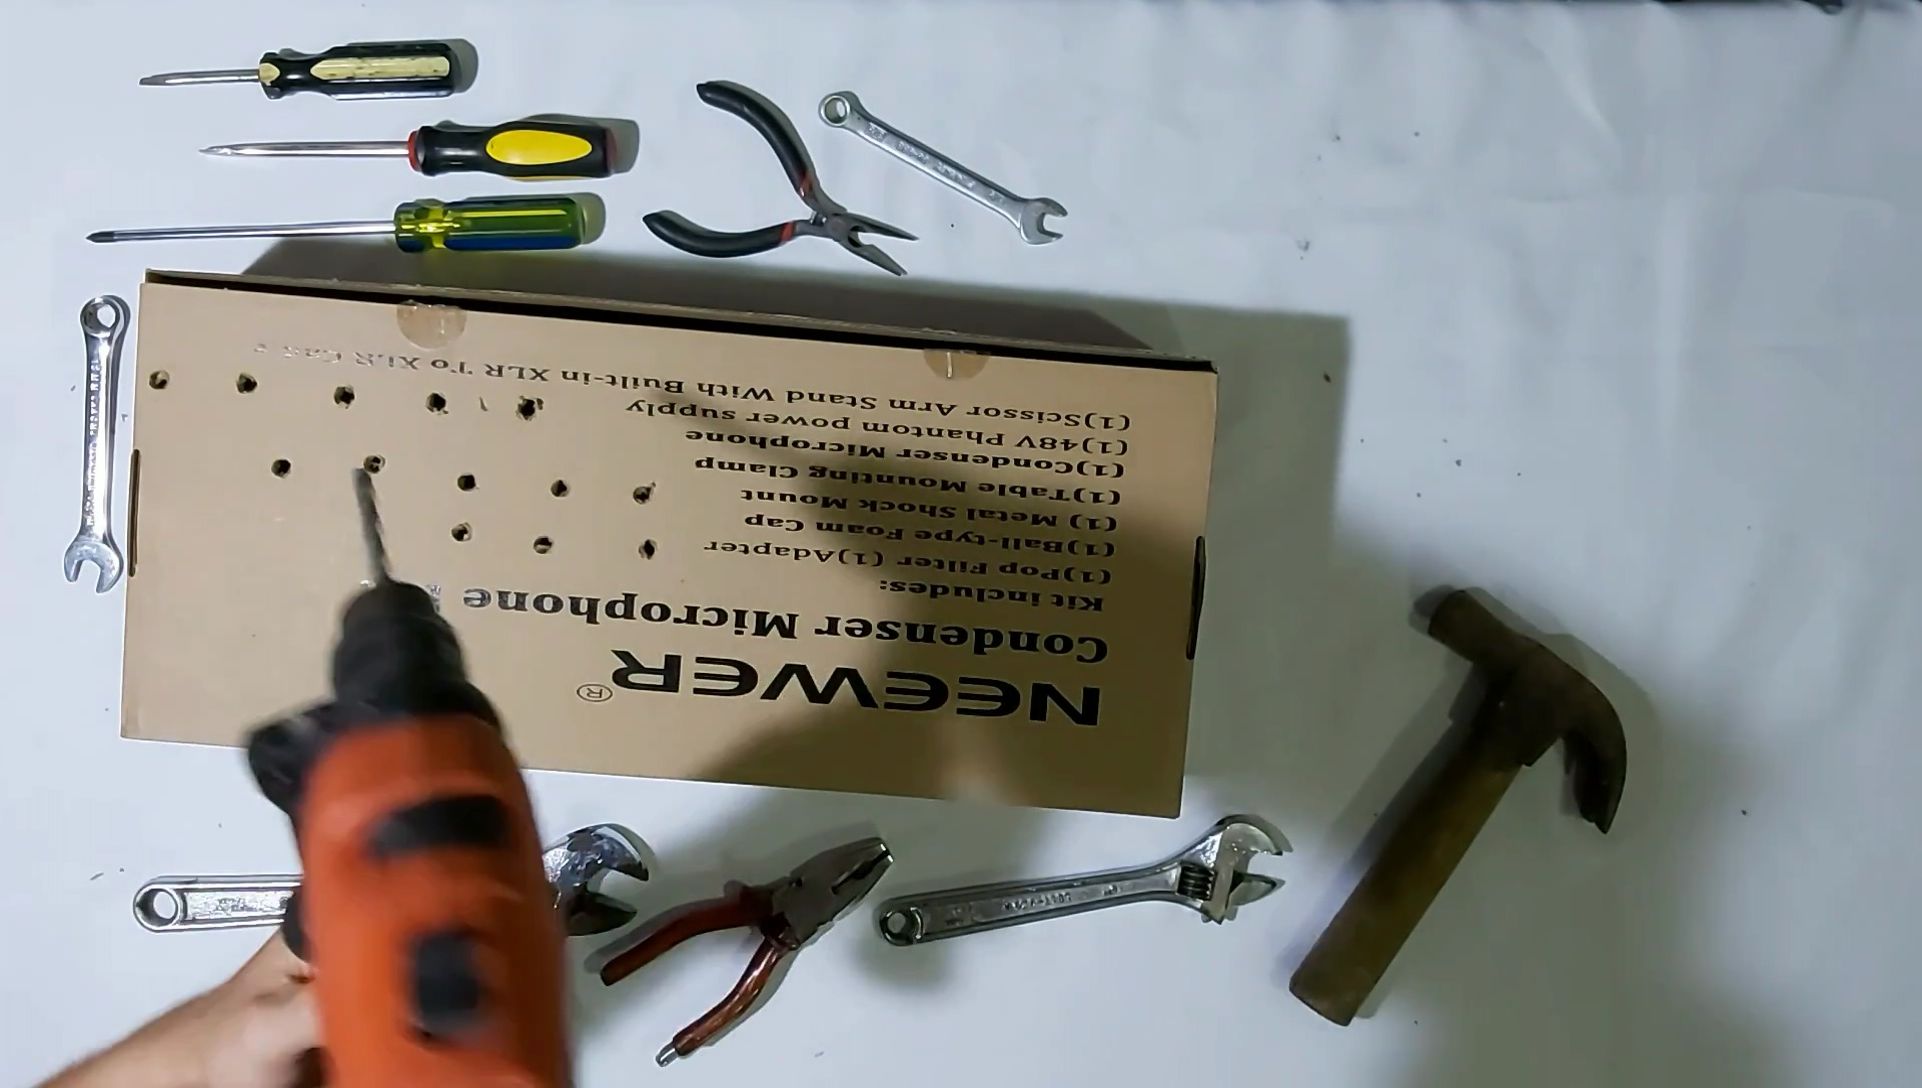 NEEWER®
Condenser Microphone
Kit includes:
(1)Pop Filter (1)Adapter
(1)Ball-type Foam Cap
(1) Metal Shock Mount
(1)Table Mounting Clamp
(1)Condenser Microphone
(1)48V Phantom power supply
(1)Scissor Arm Stand With Built-in XLR To XLR